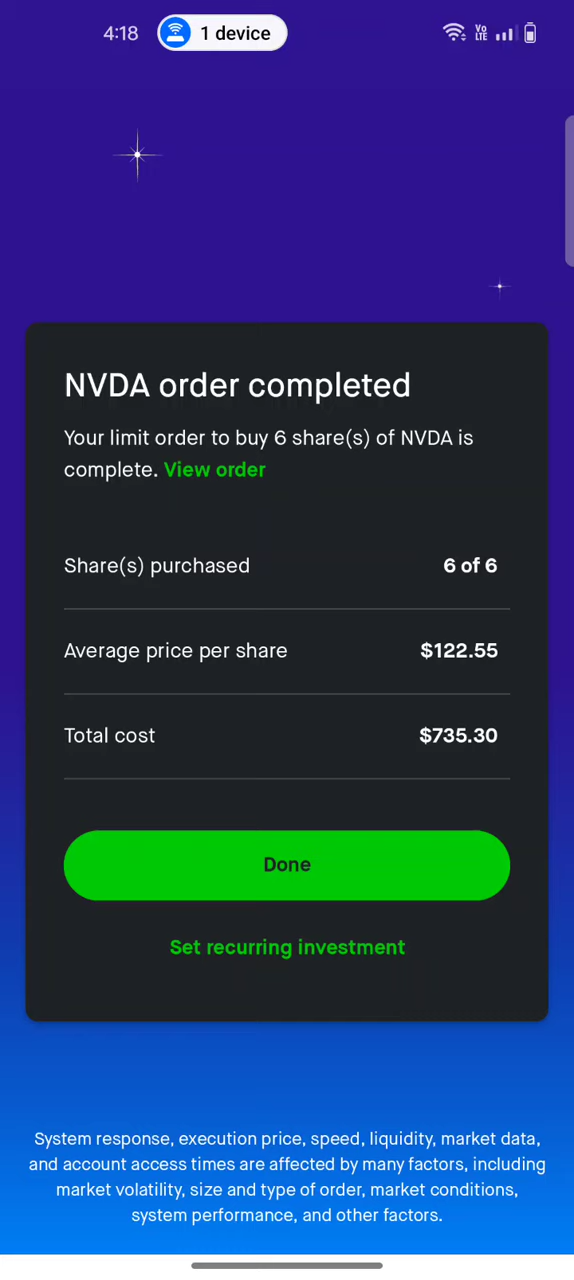 4:18
1 device
Vo
LTE
NVDA order completed
Your limit order to buy 6 share(s) of NVDA is
complete. View order
Share(s) purchased 6 of 6
Average price per share $122.55
Total cost $735.30
Done
Set recurring investment
System response, execution price, speed, liquidity, market data,
and account access times are affected by many factors, including
market volatility, size and type of order, market conditions,
system performance, and other factors.